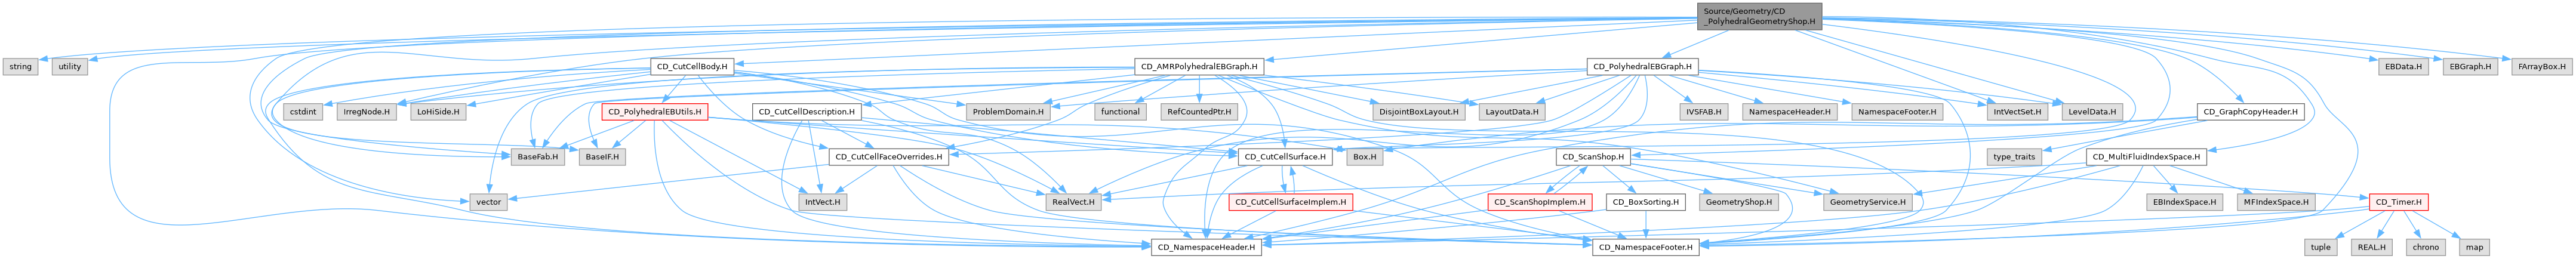 Source/Geometry/CD
_PolyhedralGeometryShop.H
string
utility
CD_CutCellBody.H
CD_AMRPolyhedralEBGraph.H
CD_PolyhedralEBGraph.H
EBData.H
EBGraph.H
FArrayBox.H
cstdint
IrregNode.H
LoHiSide.H
CD_PolyhedralEBUtils.H
CD_CutCellDescription.H
ProblemDomain.H
functional
RefCountedPtr.H
DisjointBoxLayout.H
LayoutData.H
IVSFAB.H
NamespaceHeader.H
NamespaceFooter.H
IntVectSet.H
LevelData.H
CD_GraphCopyHeader.H
BaseFab.H
BaseIF.H
CD_CutCellFaceOverrides.H
CD_CutCellSurface.H
Box.H
CD_ScanShop.H
type_traits
CD_MultiFluidIndexSpace.H
vector
IntVect.H
RealVect.H
CD_CutCellSurfaceImplem.H
CD_ScanShopImplem.H
CD_BoxSorting.H
GeometryShop.H
GeometryService.H
EBIndexSpace.H
MFIndexSpace.H
CD_Timer.H
CD_NamespaceHeader.H
CD_NamespaceFooter.H
tuple
REAL.H
chrono
map